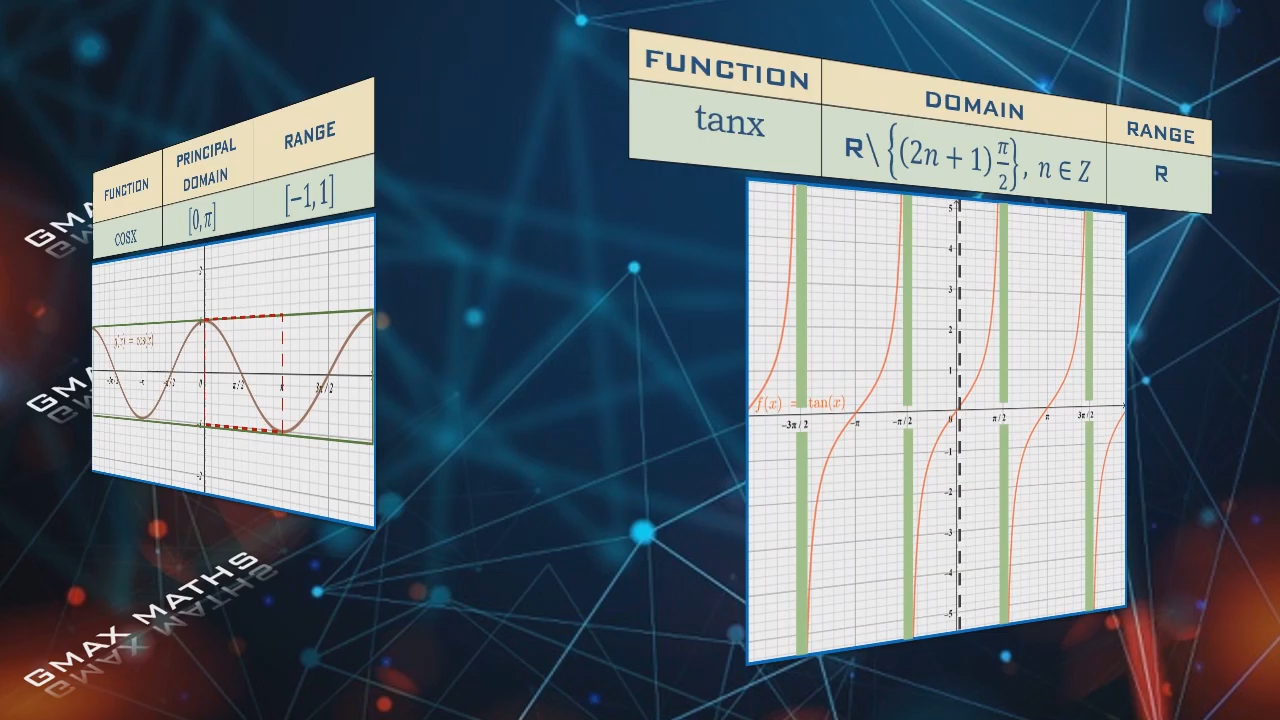 FUNCTION PRINCIPAL DOMAIN RANGE
COSX [0, π] [−1, 1]
2
0 π/2 π 3π/2
FUNCTION DOMAIN RANGE
tanx R\{(2n + 1)π/2}, n ∈ Z R
5
4
3
2
1
f(x) = tan(x)
−3π/2 −π −π/2 0 π/2 π 3π/2
−1
−2
−3
−4
−5
GMAX MATHS